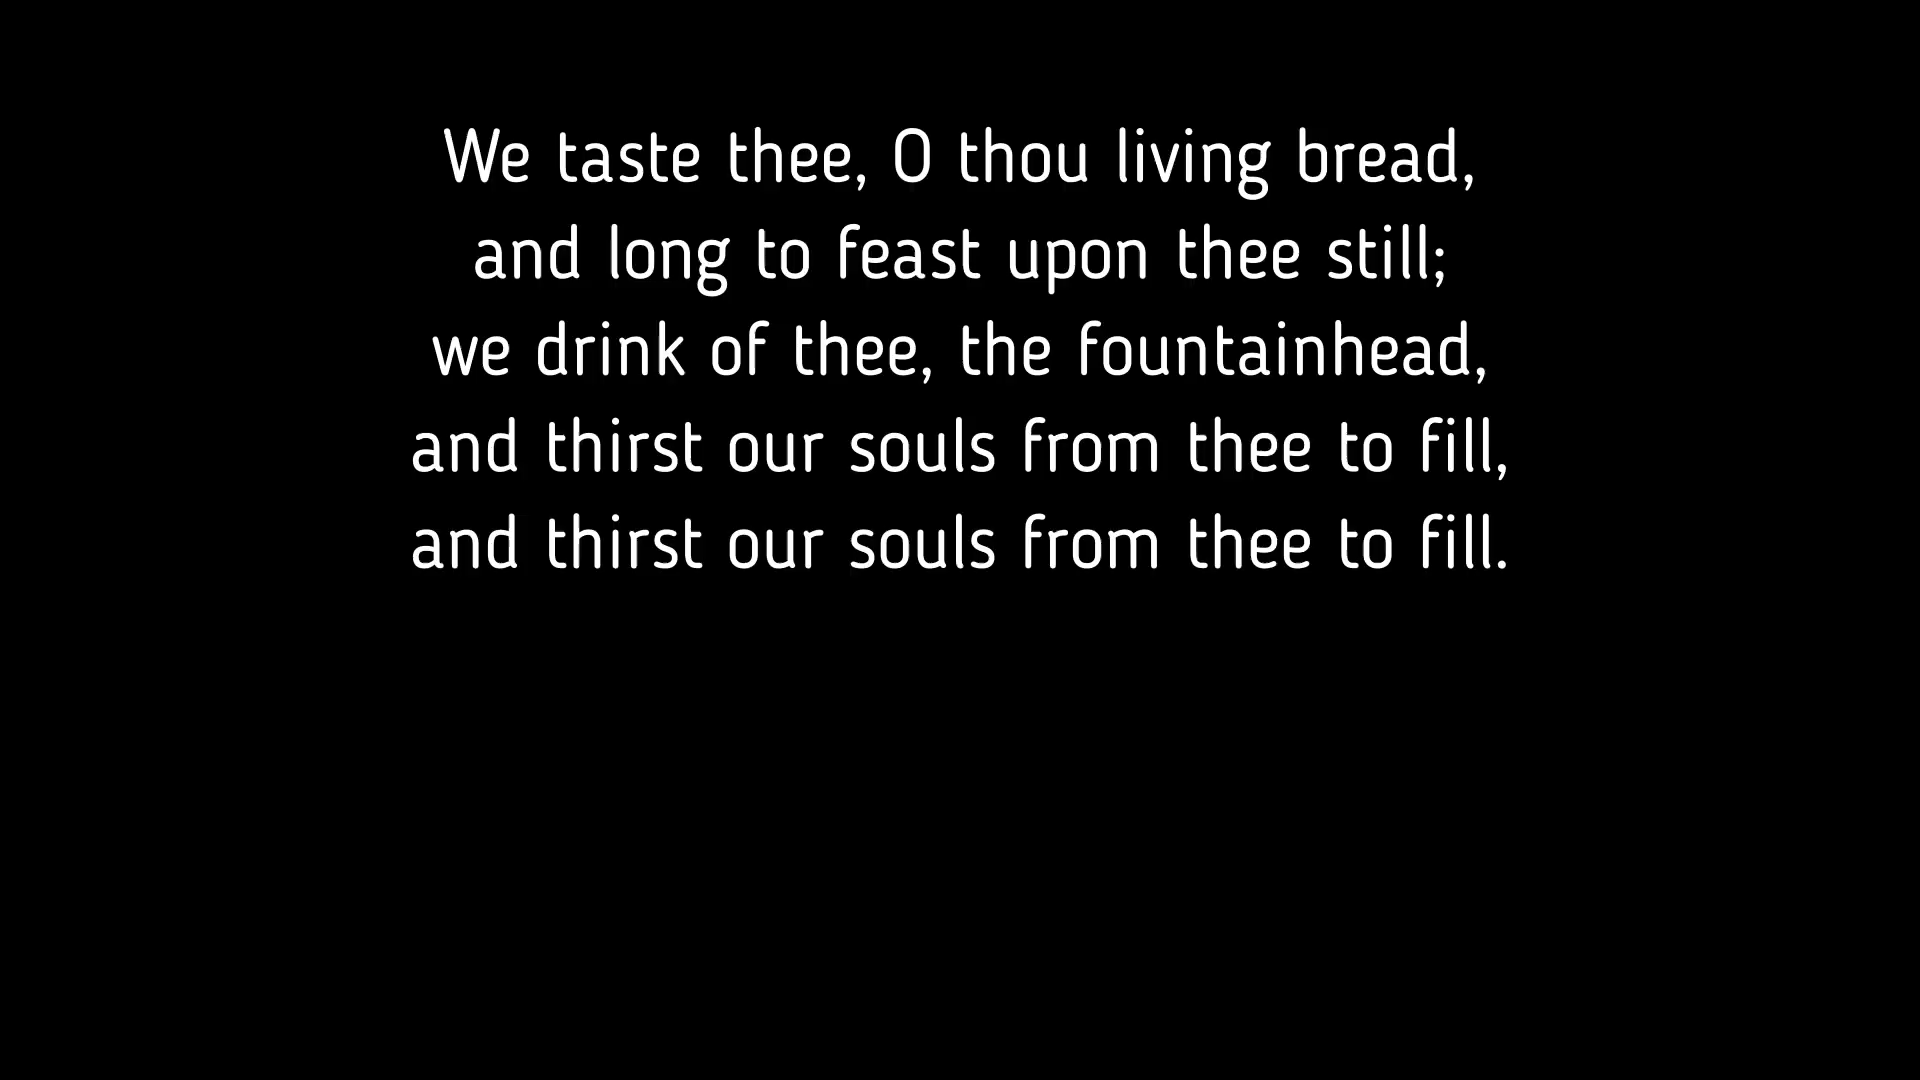 We taste thee, O thou living bread,
and long to feast upon thee still;
we drink of thee, the fountainhead,
and thirst our souls from thee to fill,
and thirst our souls from thee to fill.